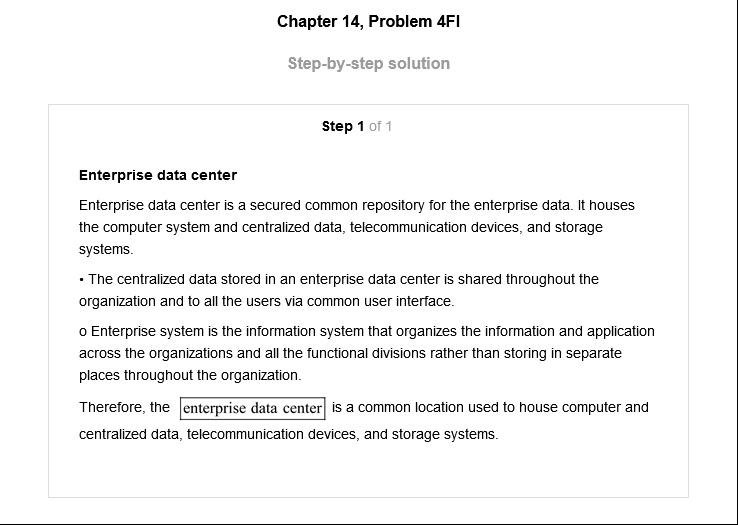 Chapter 14, Problem 4FI
Step-by-step solution
Step 1 of 1
Enterprise data center
Enterprise data center is a secured common repository for the enterprise data. It houses
the computer system and centralized data, telecommunication devices, and storage
systems.
• The centralized data stored in an enterprise data center is shared throughout the
organization and to all the users via common user interface.
o Enterprise system is the information system that organizes the information and application
across the organizations and all the functional divisions rather than storing in separate
places throughout the organization.
Therefore, the enterprise data center is a common location used to house computer and
centralized data, telecommunication devices, and storage systems.